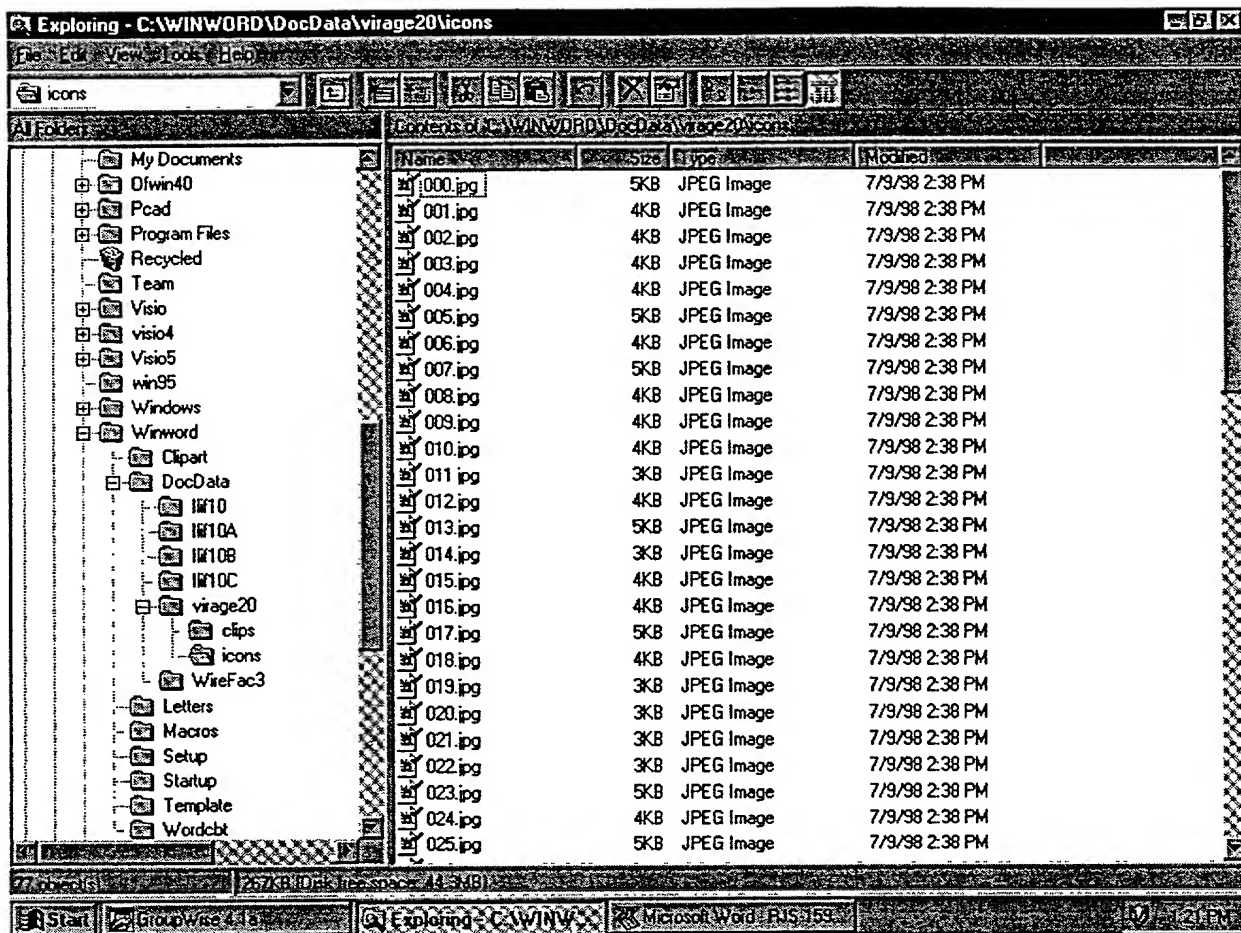 Exploring - C:\WINWORD\DocData\virage20\icons
File Edit View Tools Help
icons
All Folders
Contents of 'C:\WINWORD\DocData\virage20\icons'
Name Size Type Modified
My Documents
Ofwin40
Pcad
Program Files
Recycled
Team
Visio
visio4
Visio5
win95
Windows
Winword
Clipart
DocData
virage20
clips
icons
WireFac3
Letters
Macros
Setup
Startup
Template
Wordcbt
000.jpg 5KB JPEG Image 7/9/98 2:38 PM
001.jpg 4KB JPEG Image 7/9/98 2:38 PM
002.jpg 4KB JPEG Image 7/9/98 2:38 PM
003.jpg 4KB JPEG Image 7/9/98 2:38 PM
004.jpg 4KB JPEG Image 7/9/98 2:38 PM
005.jpg 5KB JPEG Image 7/9/98 2:38 PM
006.jpg 4KB JPEG Image 7/9/98 2:38 PM
007.jpg 5KB JPEG Image 7/9/98 2:38 PM
008.jpg 4KB JPEG Image 7/9/98 2:38 PM
009.jpg 4KB JPEG Image 7/9/98 2:38 PM
010.jpg 4KB JPEG Image 7/9/98 2:38 PM
011.jpg 3KB JPEG Image 7/9/98 2:38 PM
012.jpg 4KB JPEG Image 7/9/98 2:38 PM
013.jpg 5KB JPEG Image 7/9/98 2:38 PM
014.jpg 3KB JPEG Image 7/9/98 2:38 PM
015.jpg 4KB JPEG Image 7/9/98 2:38 PM
016.jpg 4KB JPEG Image 7/9/98 2:38 PM
017.jpg 5KB JPEG Image 7/9/98 2:38 PM
018.jpg 4KB JPEG Image 7/9/98 2:38 PM
019.jpg 3KB JPEG Image 7/9/98 2:38 PM
020.jpg 3KB JPEG Image 7/9/98 2:38 PM
021.jpg 3KB JPEG Image 7/9/98 2:38 PM
022.jpg 3KB JPEG Image 7/9/98 2:38 PM
023.jpg 5KB JPEG Image 7/9/98 2:38 PM
024.jpg 4KB JPEG Image 7/9/98 2:38 PM
025.jpg 5KB JPEG Image 7/9/98 2:38 PM
77 object(s) 267KB (Disk free space: 44.3MB)
Start GroupWise 4.1a Exploring - C:\WINW... Microsoft Word - RJS 159... 1:21 PM